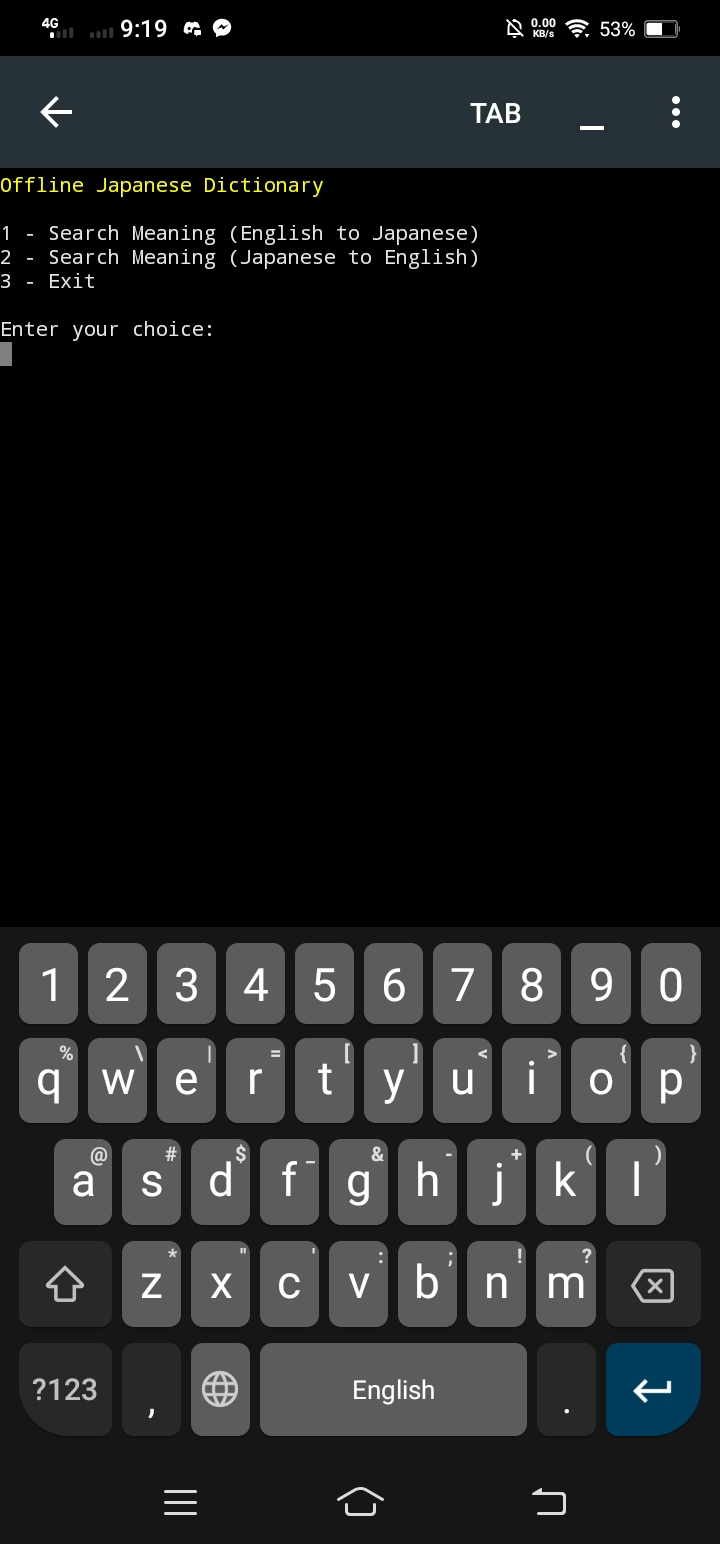 4G 9:19 0.00 KB/s 53%
TAB _
Offline Japanese Dictionary
1 - Search Meaning (English to Japanese)
2 - Search Meaning (Japanese to English)
3 - Exit
Enter your choice:
1 2 3 4 5 6 7 8 9 0
% \ | = [ ] < > { }
q w e r t y u i o p
@ # $ _ & - + ( )
a s d f g h j k l
* " ' : ; ! ?
z x c v b n m
?123 , English .